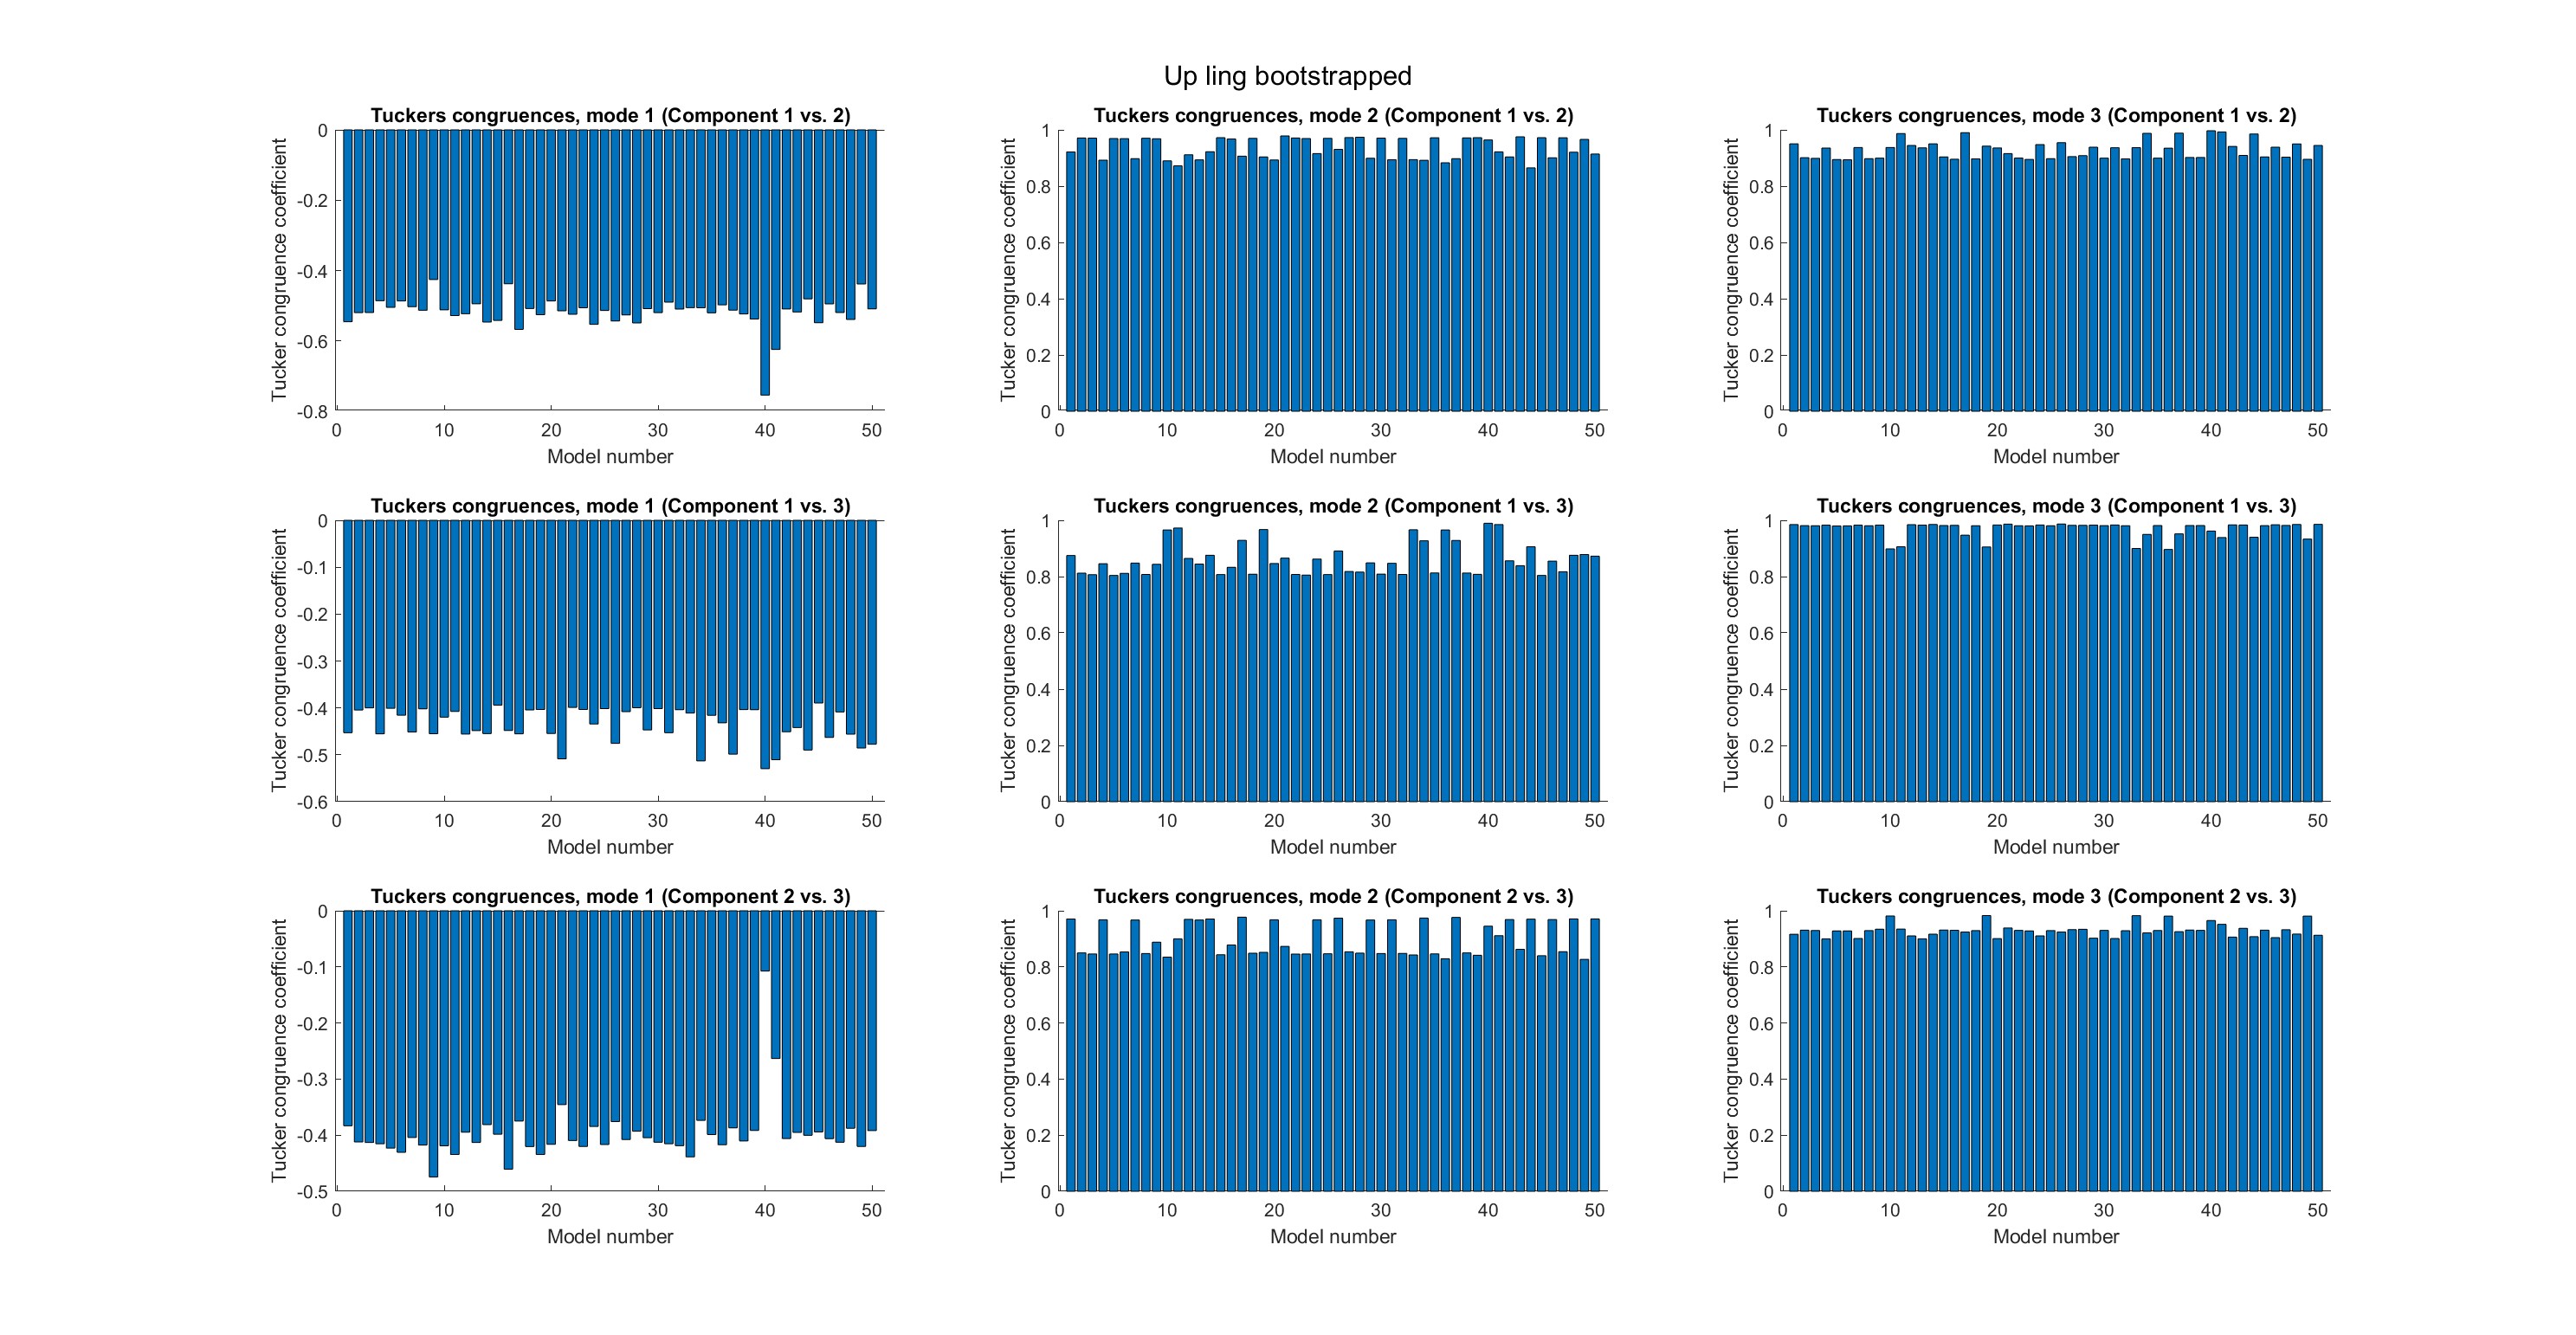 Up ling bootstrapped
Tuckers congruences, mode 1 (Component 1 vs. 2)
Tucker congruence coefficient
0
-0.2
-0.4
-0.6
-0.8
0 10 20 30 40 50
Model number
Tuckers congruences, mode 2 (Component 1 vs. 2)
Tucker congruence coefficient
1
0.8
0.6
0.4
0.2
0
0 10 20 30 40 50
Model number
Tuckers congruences, mode 3 (Component 1 vs. 2)
Tucker congruence coefficient
1
0.8
0.6
0.4
0.2
0
0 10 20 30 40 50
Model number
Tuckers congruences, mode 1 (Component 1 vs. 3)
Tucker congruence coefficient
0
-0.1
-0.2
-0.3
-0.4
-0.5
-0.6
0 10 20 30 40 50
Model number
Tuckers congruences, mode 2 (Component 1 vs. 3)
Tucker congruence coefficient
1
0.8
0.6
0.4
0.2
0
0 10 20 30 40 50
Model number
Tuckers congruences, mode 3 (Component 1 vs. 3)
Tucker congruence coefficient
1
0.8
0.6
0.4
0.2
0
0 10 20 30 40 50
Model number
Tuckers congruences, mode 1 (Component 2 vs. 3)
Tucker congruence coefficient
0
-0.1
-0.2
-0.3
-0.4
-0.5
0 10 20 30 40 50
Model number
Tuckers congruences, mode 2 (Component 2 vs. 3)
Tucker congruence coefficient
1
0.8
0.6
0.4
0.2
0
0 10 20 30 40 50
Model number
Tuckers congruences, mode 3 (Component 2 vs. 3)
Tucker congruence coefficient
1
0.8
0.6
0.4
0.2
0
0 10 20 30 40 50
Model number